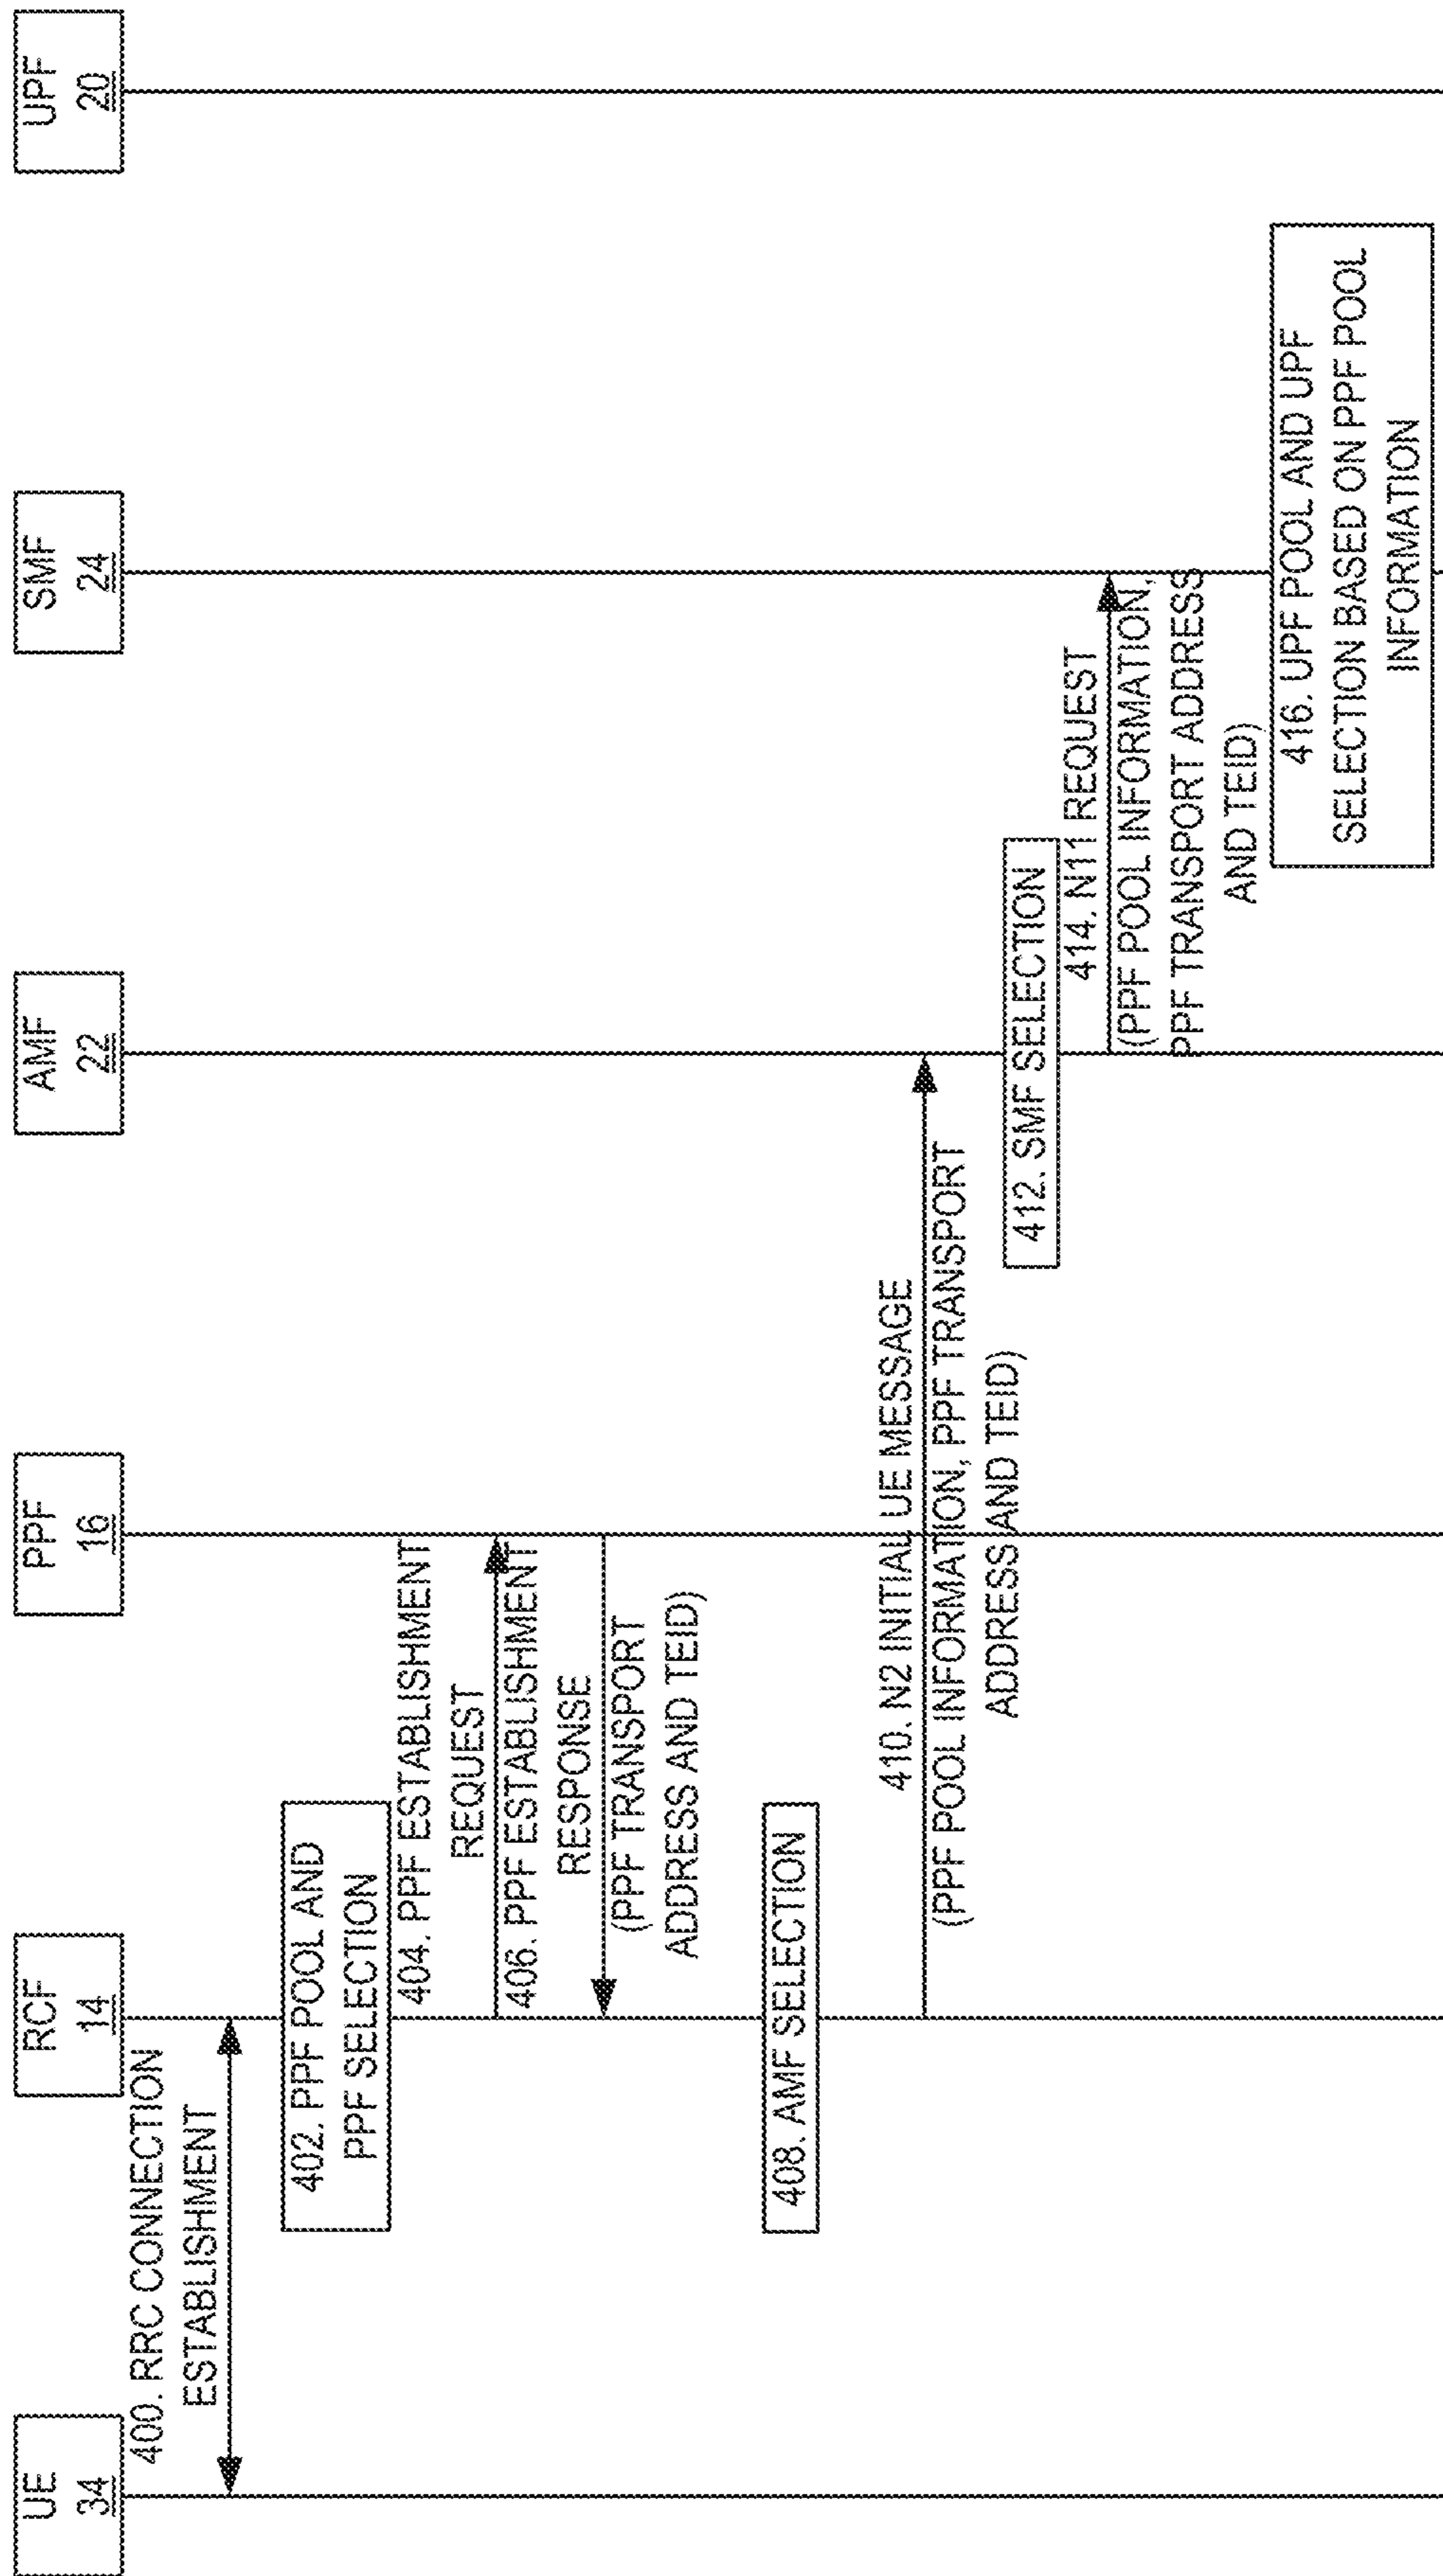 UE
34
RCF
14
PPF
16
AMF
22
SMF
24
UPF
20
400. RRC CONNECTION
ESTABLISHMENT
402. PPF POOL AND
PPF SELECTION
404. PPF ESTABLISHMENT
REQUEST
406. PPF ESTABLISHMENT
RESPONSE
(PPF TRANSPORT
ADDRESS AND TEID)
408. AMF SELECTION
410. N2 INITIAL UE MESSAGE
(PPF POOL INFORMATION, PPF TRANSPORT
ADDRESS AND TEID)
412. SMF SELECTION
414. N11 REQUEST
(PPF POOL INFORMATION,
PPF TRANSPORT ADDRESS
AND TEID)
416. UPF POOL AND UPF
SELECTION BASED ON PPF POOL
INFORMATION